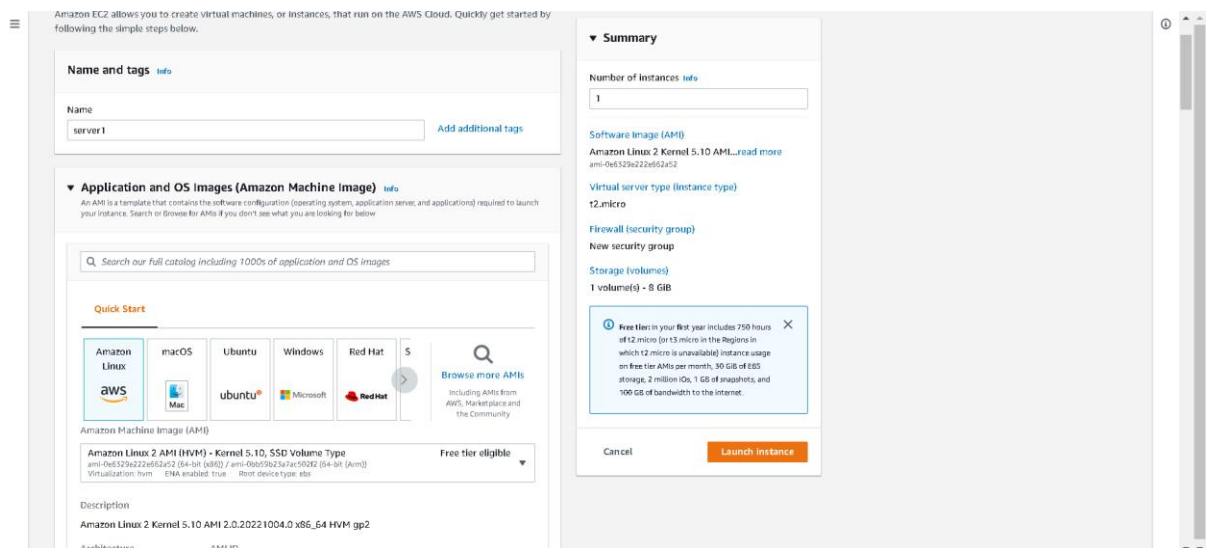 Amazon EC2 allows you to create virtual machines, or instances, that run on the AWS Cloud. Quickly get started by
following the simple steps below.
Name and tags Info
Name
server1
Add additional tags
Application and OS Images (Amazon Machine Image) Info
An AMI is a template that contains the software configuration (operating system, application server, and applications) required to launch
your instance. Search or Browse for AMIs if you don't see what you are looking for below
Search our full catalog including 1000s of application and OS images
Quick Start
Amazon
Linux
aws
macOS
Mac
Ubuntu
ubuntu
Windows
Microsoft
Red Hat
Red Hat
S
Browse more AMIs
Including AMIs from
AWS, Marketplace and
the Community
Amazon Machine Image (AMI)
Amazon Linux 2 AMI (HVM) - Kernel 5.10, SSD Volume Type
Free tier eligible
ami-0e6329e222e662a52 (64-bit (x86)) / ami-0bb59b23a7ac502f2 (64-bit (Arm))
Virtualization: hvm ENA enabled: true Root device type: ebs
Description
Amazon Linux 2 Kernel 5.10 AMI 2.0.20221004.0 x86_64 HVM gp2
Architecture AMI ID
Summary
Number of instances Info
1
Software Image (AMI)
Amazon Linux 2 Kernel 5.10 AMI...read more
ami-0e6329e222e662a52
Virtual server type (instance type)
t2.micro
Firewall (security group)
New security group
Storage (volumes)
1 volume(s) - 8 GiB
Free tier: In your first year includes 750 hours
of t2.micro (or t3.micro in the Regions in
which t2.micro is unavailable) instance usage
on free tier AMIs per month, 30 GiB of EBS
storage, 2 million IOs, 1 GB of snapshots, and
100 GB of bandwidth to the internet.
Cancel
Launch instance